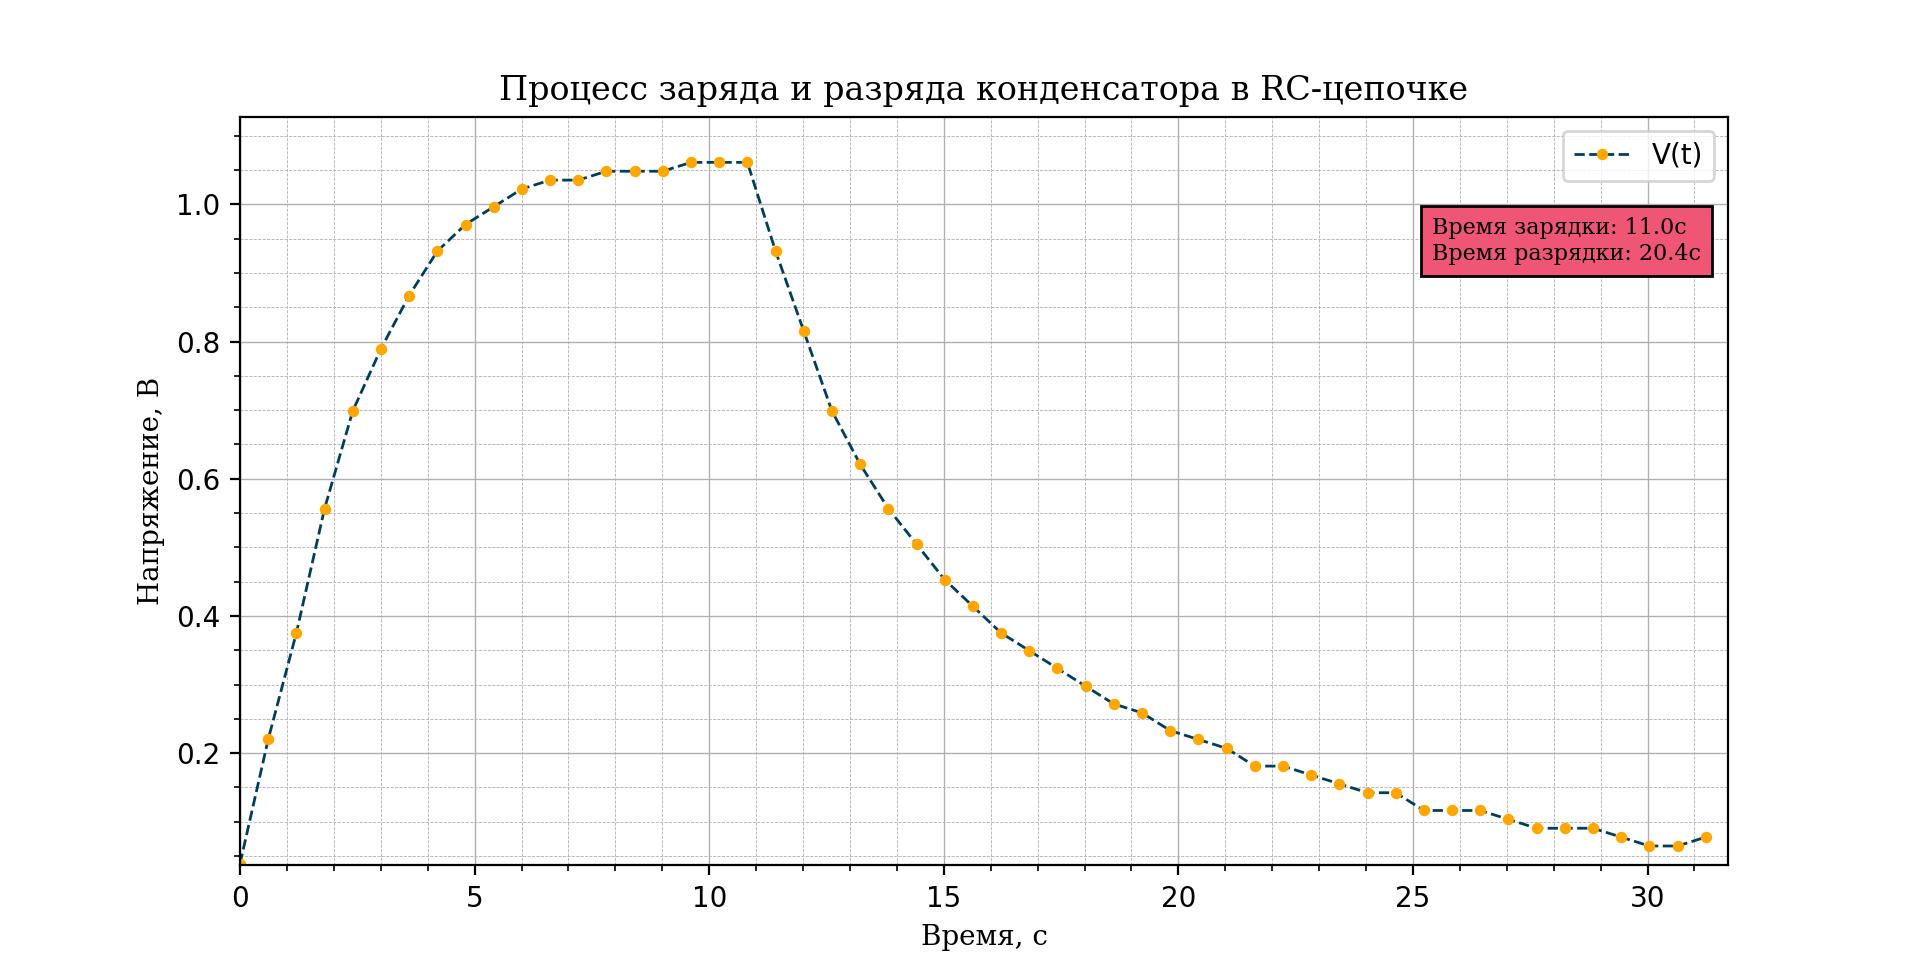 Процесс заряда и разряда конденсатора в RC-цепочке
V(t)
Время зарядки: 11.0с
Время разрядки: 20.4с
Напряжение, В
1.0
0.8
0.6
0.4
0.2
0 5 10 15 20 25 30
Время, с